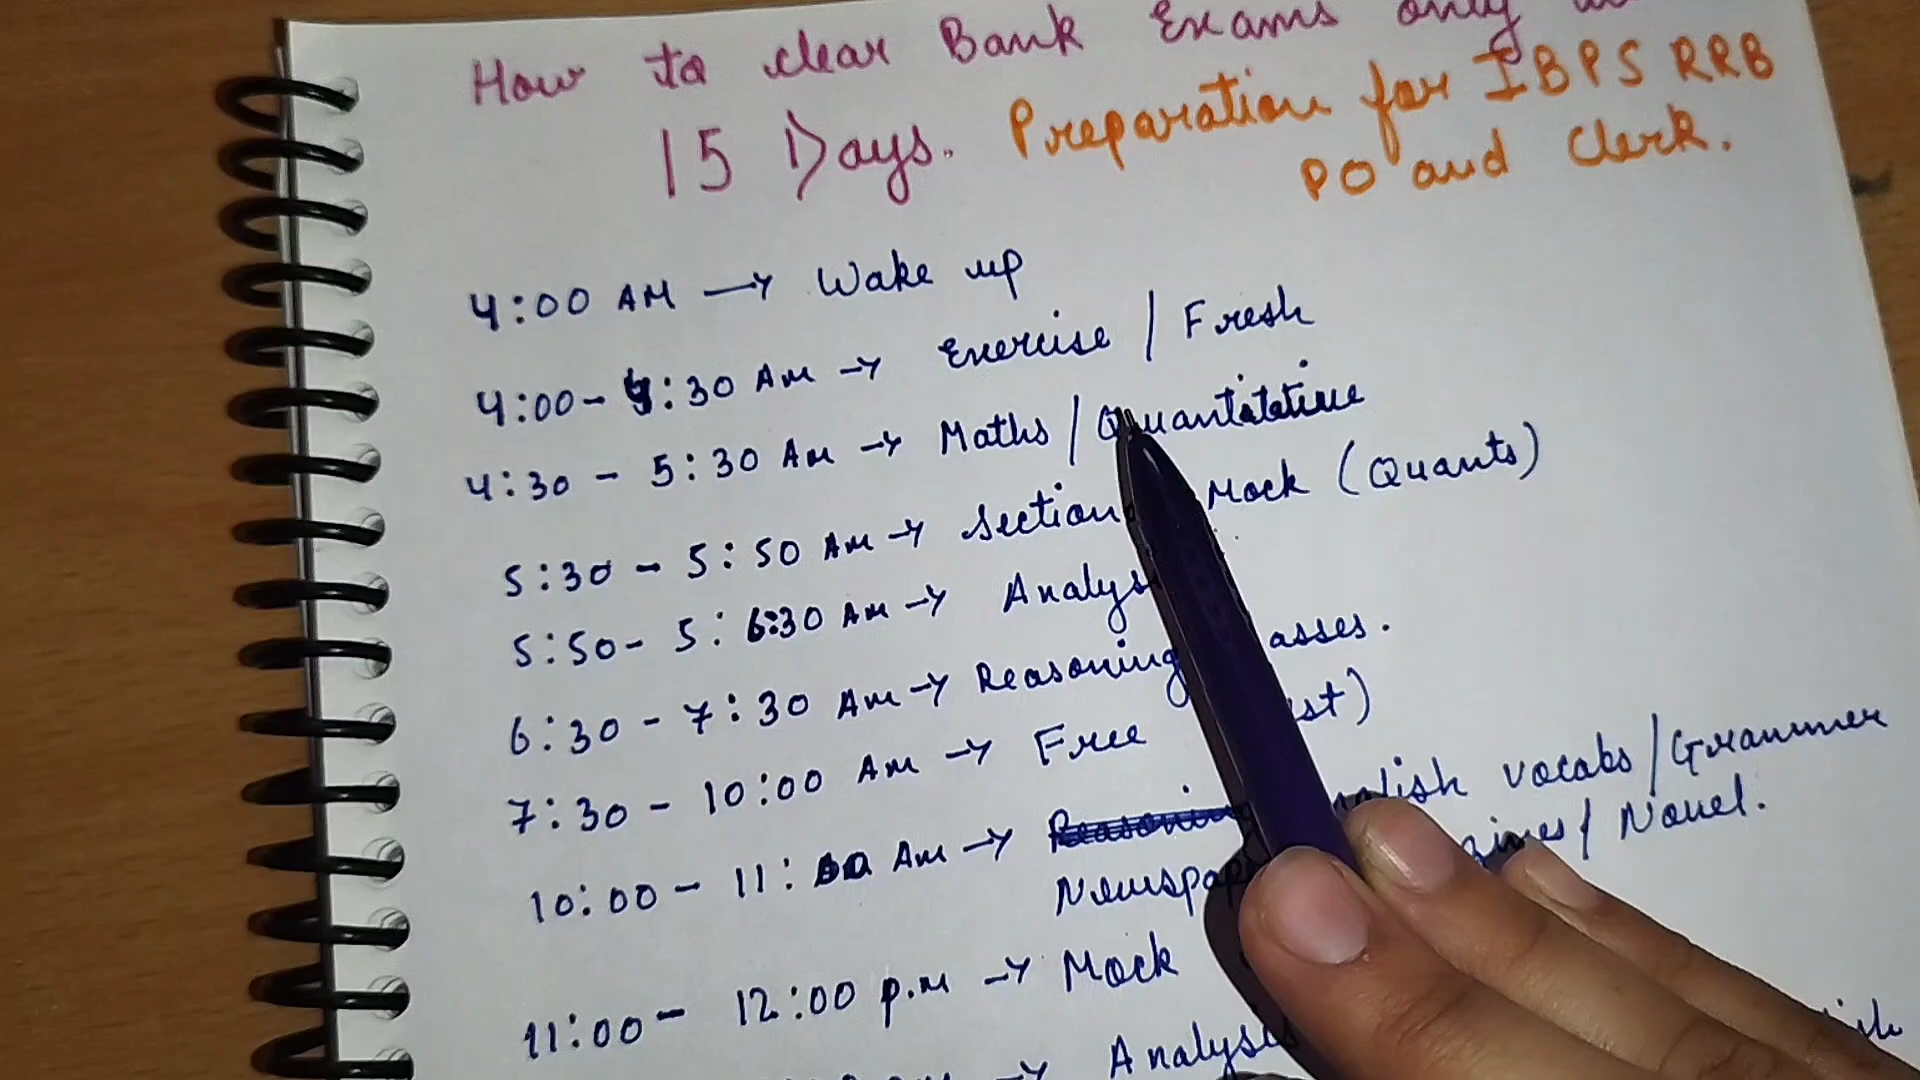 How to clear Bank Exams only
15 Days. Preparation for IBPS RRB
PO and Clerk.
4:00 AM → Wake up
4:00 - 4:30 AM → Exercise / Fresh
4:30 - 5:30 AM → Maths / Quantitative
5:30 - 5:50 AM → Section Mock (Quants)
5:50 - 5: 6:30 AM → Analys
6:30 - 7:30 AM → Reasoning asses.
7:30 - 10:00 AM → Free st)
10:00 - 11:00 AM → Reasonin glish vocabs / Grammer
Newspap zines / Novel.
11:00 - 12:00 p.m → Mock
→ Analys